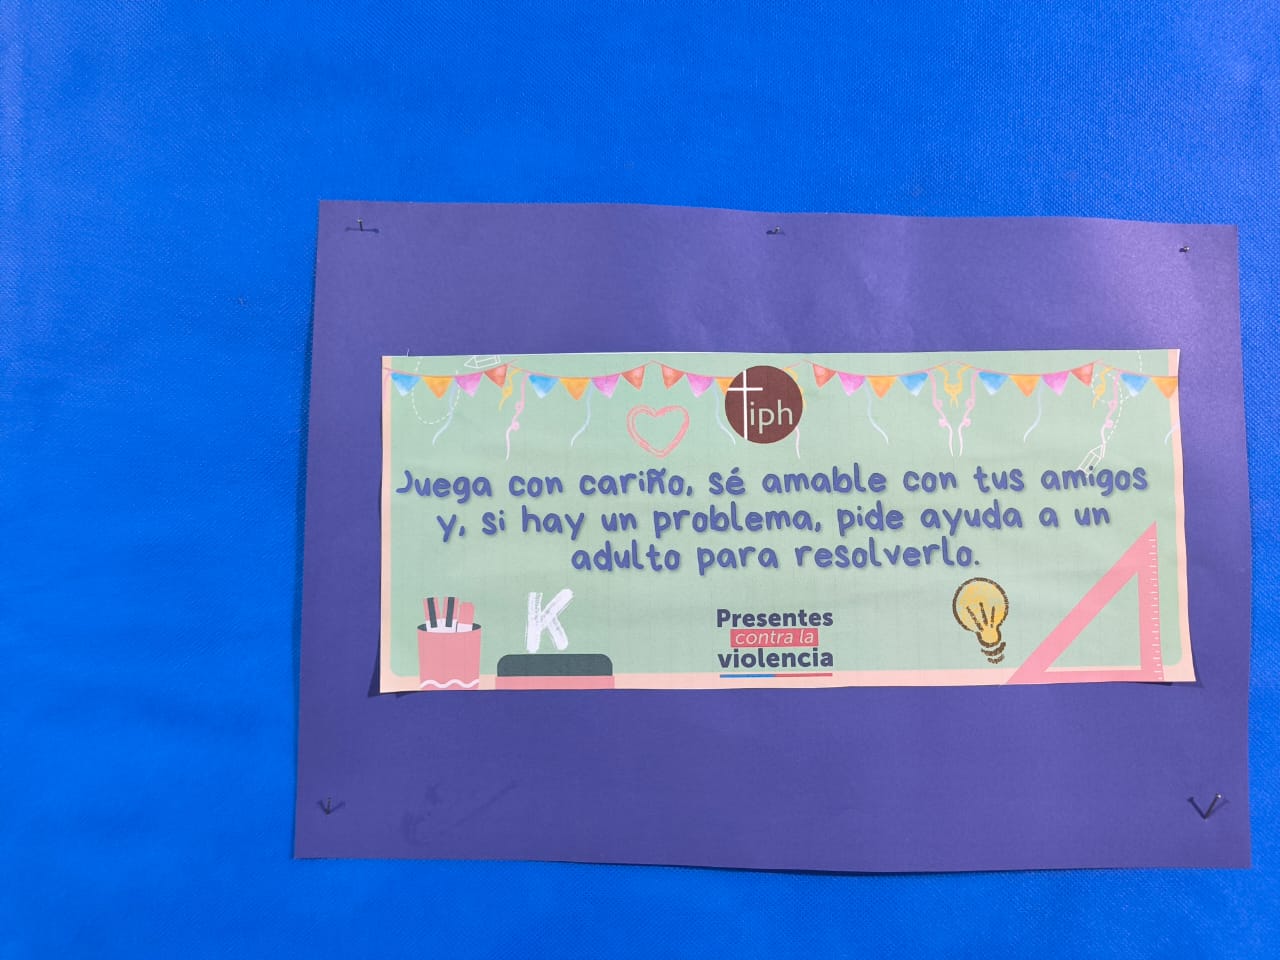 iph
Juega con cariño, sé amable con tus amigos
y, si hay un problema, pide ayuda a un
adulto para resolverlo.
K
Presentes
contra la
violencia